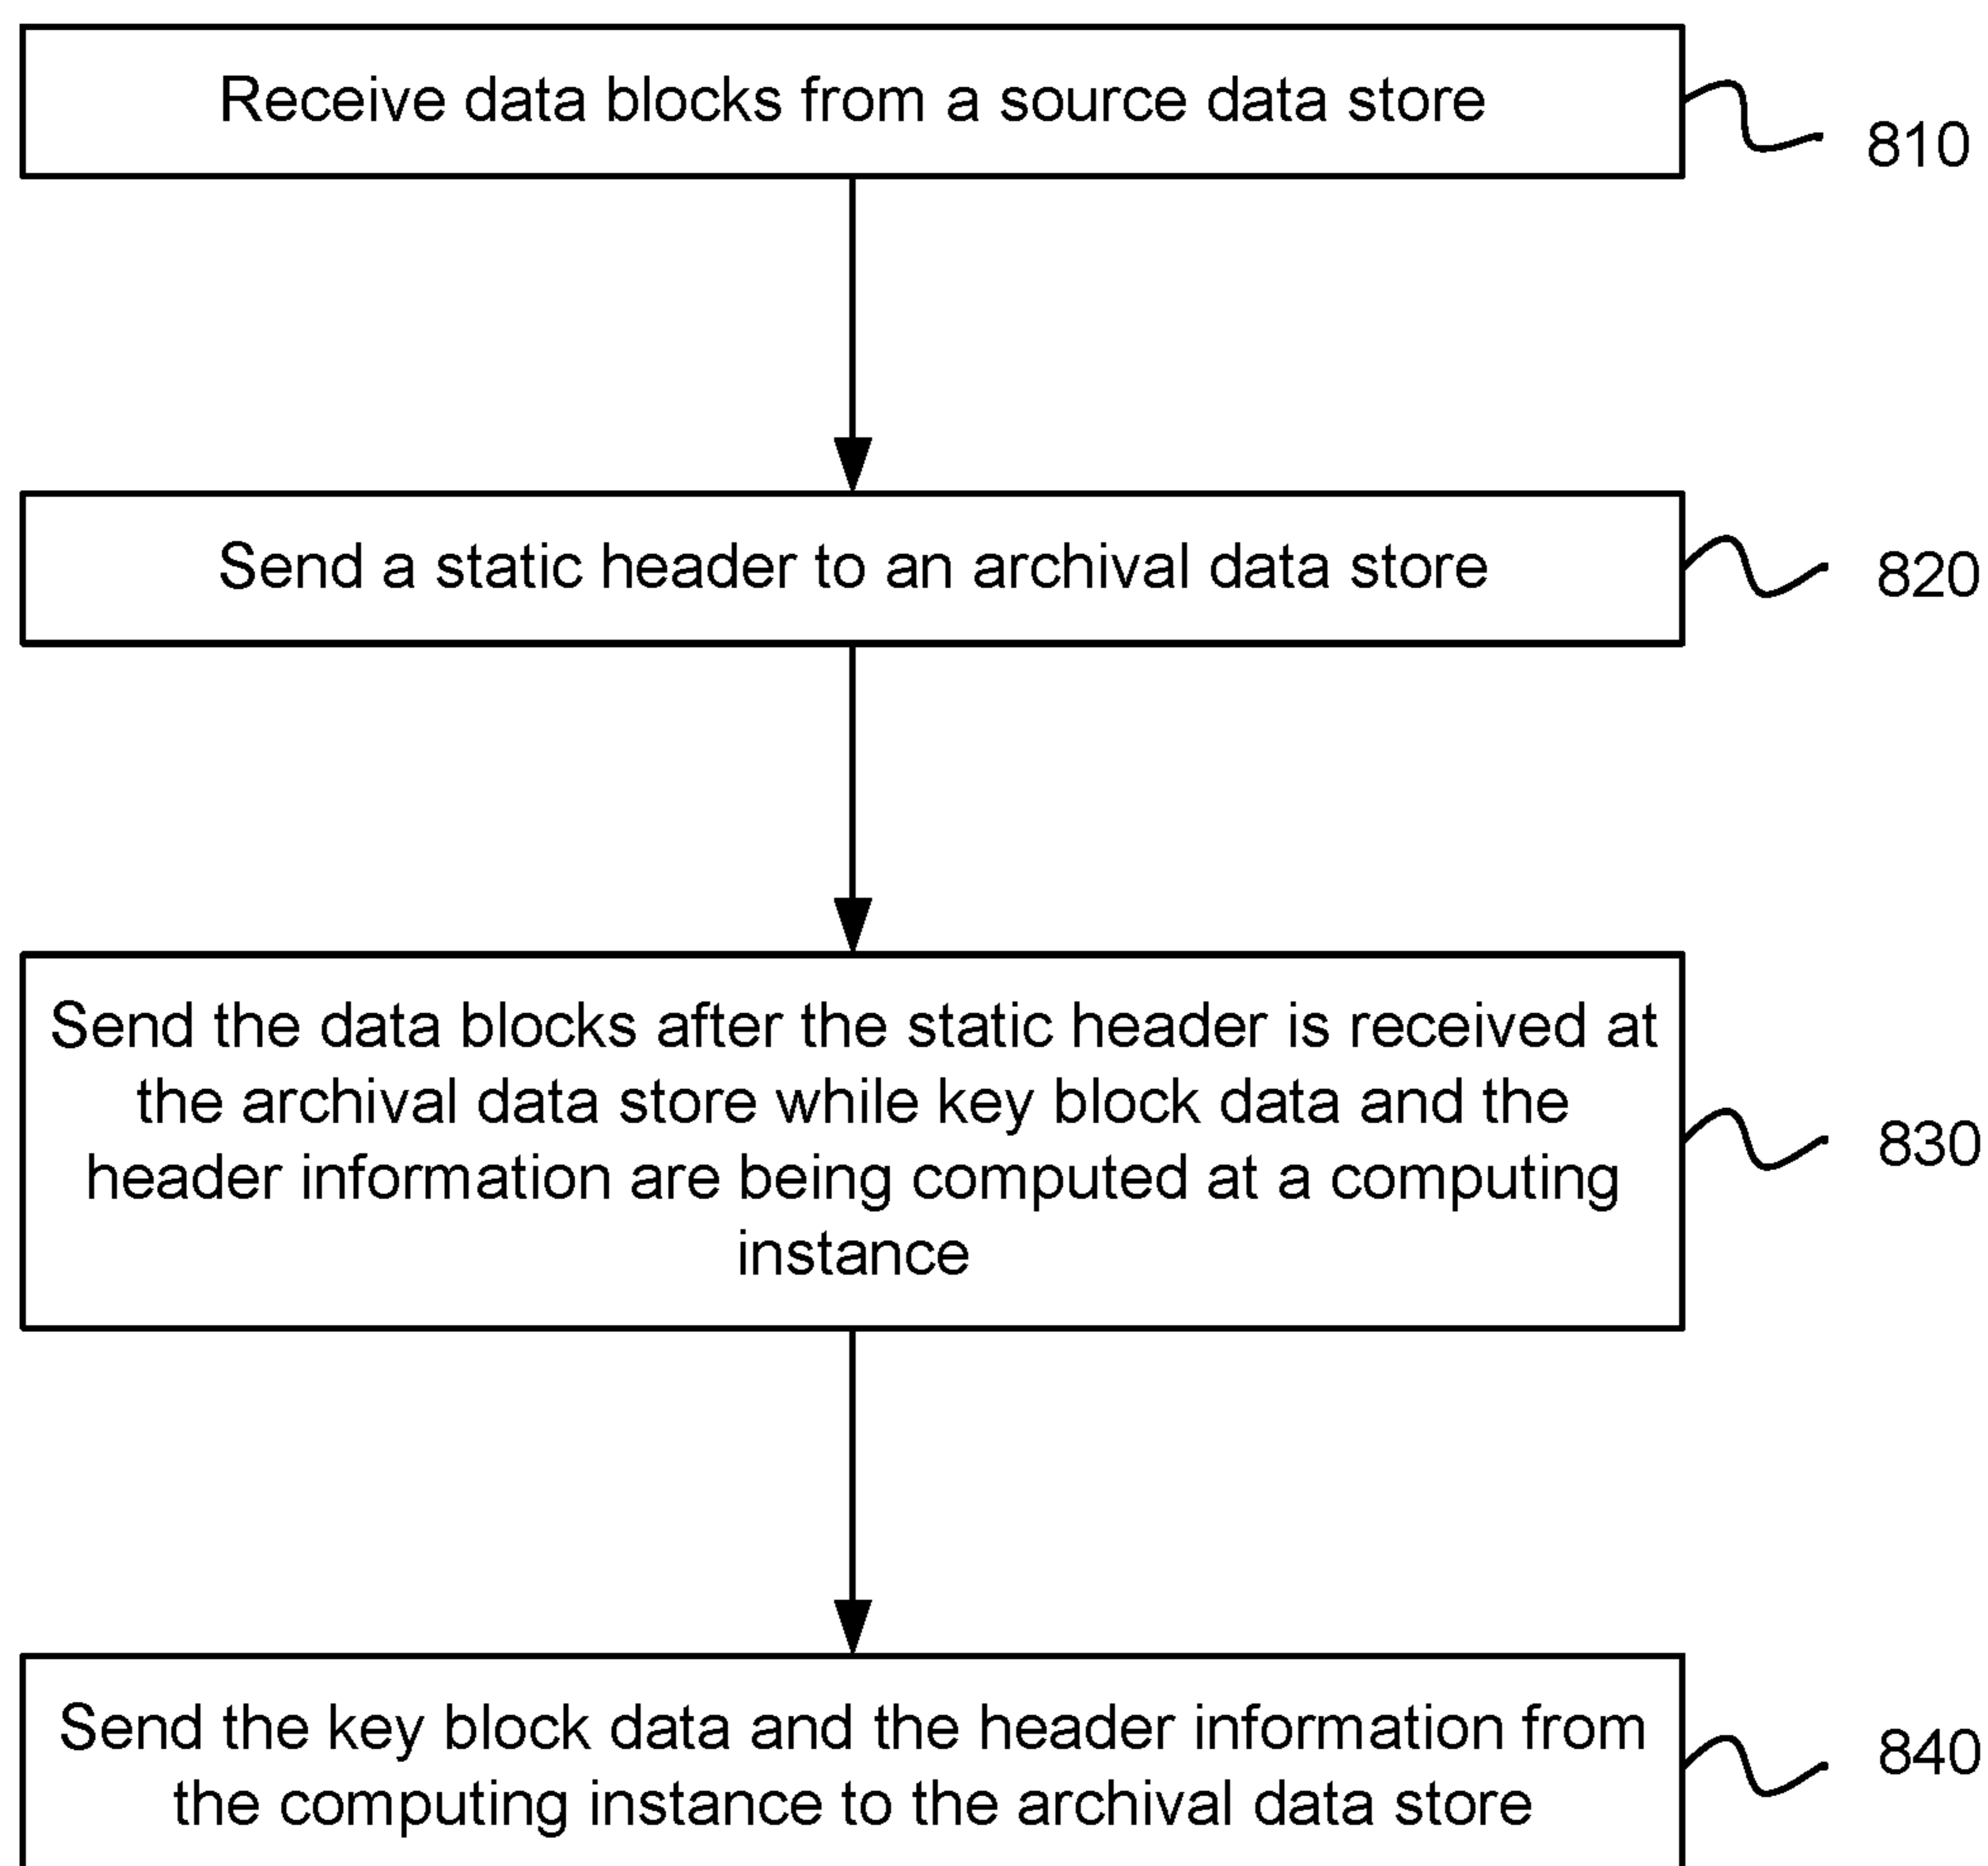 Receive data blocks from a source data store
810
Send a static header to an archival data store
820
Send the data blocks after the static header is received at
the archival data store while key block data and the
header information are being computed at a computing
instance
830
Send the key block data and the header information from
the computing instance to the archival data store
840